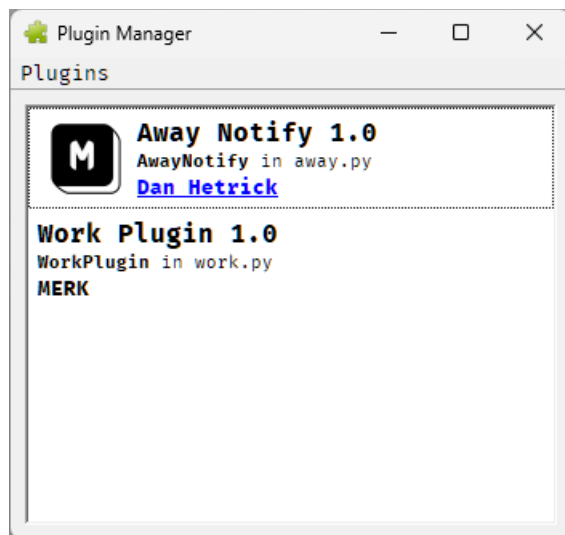 Plugin Manager
Plugins
M
Away Notify 1.0
AwayNotify in away.py
Dan Hetrick
Work Plugin 1.0
WorkPlugin in work.py
MERK